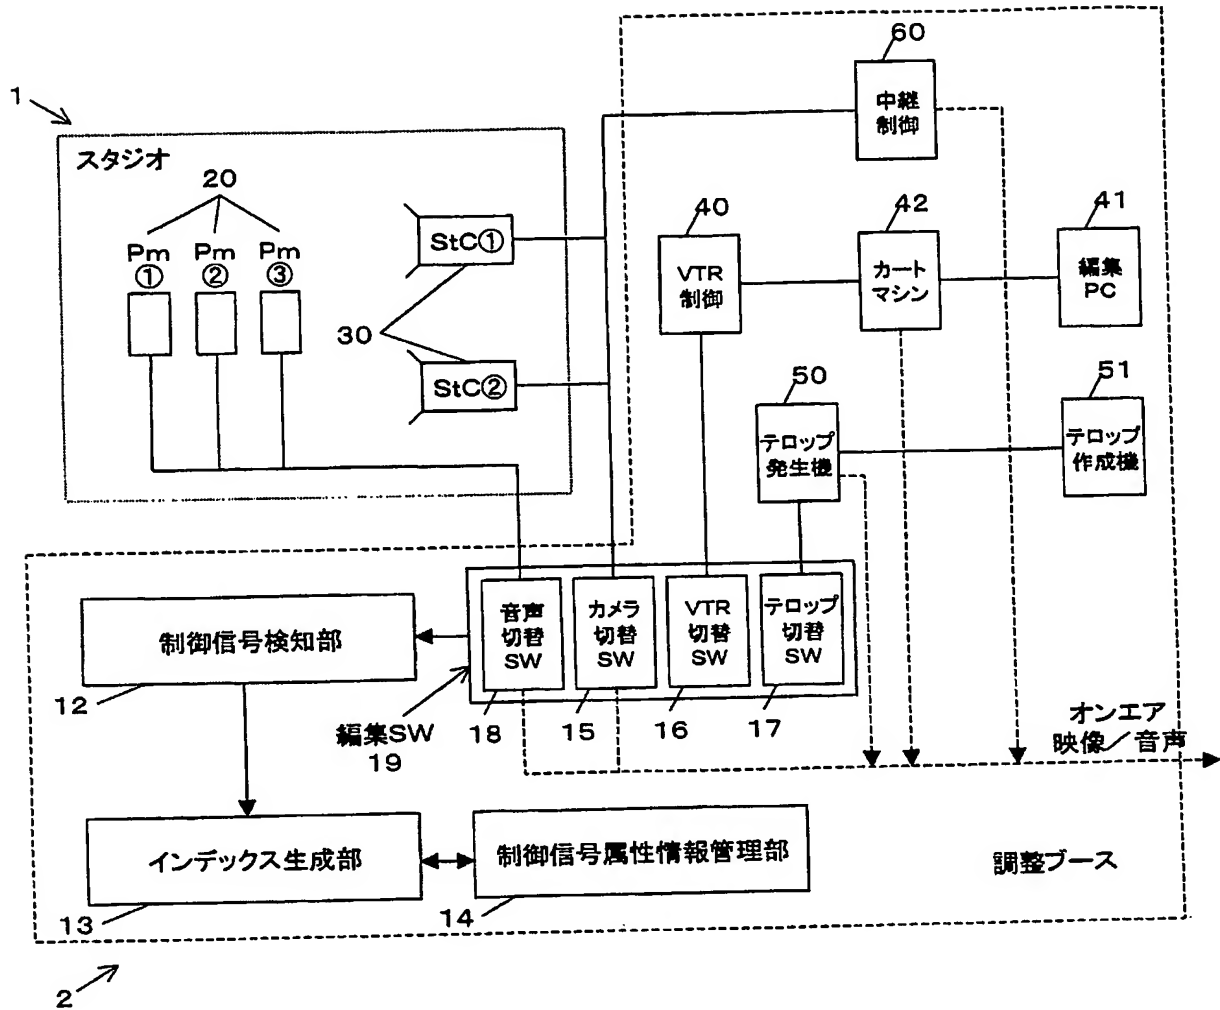 1
スタジオ
20
Pm
①
Pm
②
Pm
③
StC①
30
StC②
60
中継
制御
40
VTR
制御
42
カート
マシン
41
編集
PC
50
テロップ
発生機
51
テロップ
作成機
制御信号検知部
12
音声
切替
SW
18
カメラ
切替
SW
15
VTR
切替
SW
16
テロップ
切替
SW
17
編集SW
19
オンエア
映像/音声
インデックス生成部
13
制御信号属性情報管理部
14
調整ブース
2